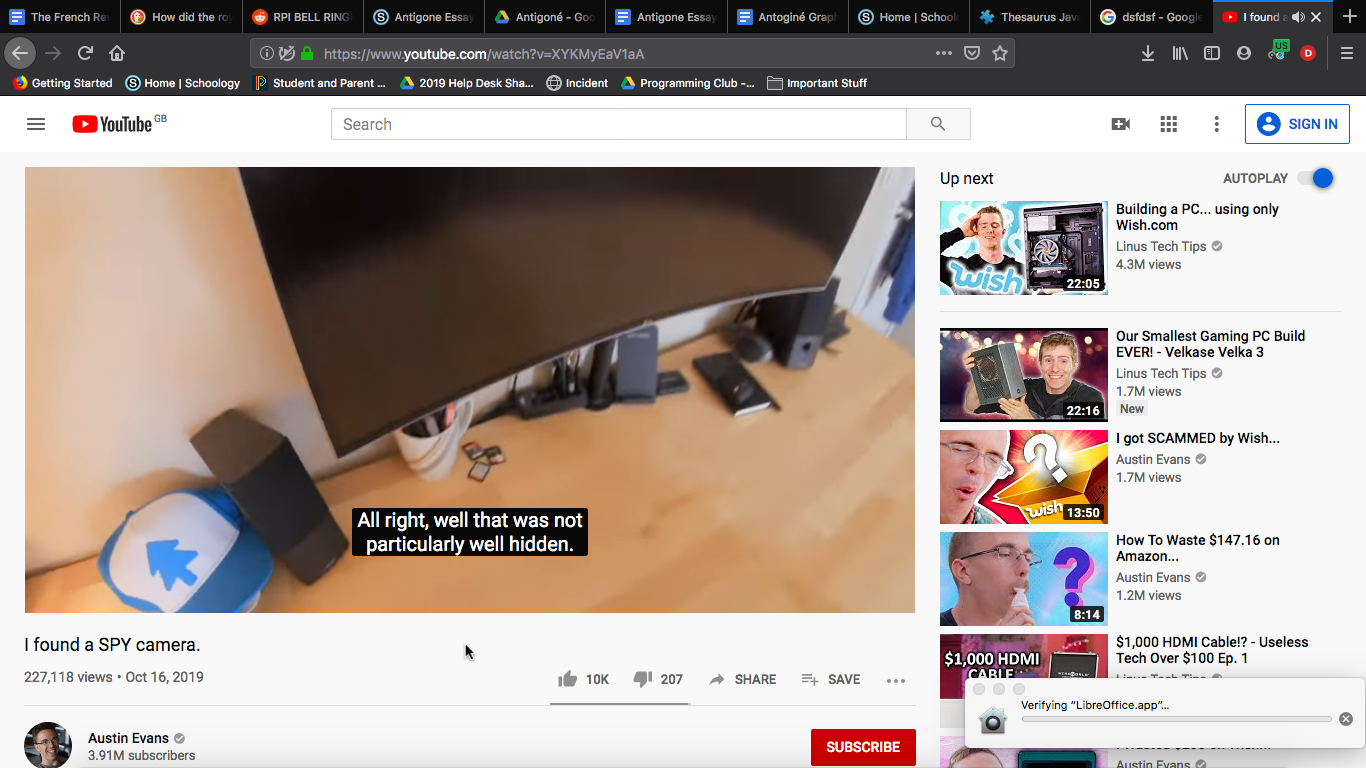 The French Rev
How did the roy
RPI BELL RING
Antigone Essay
Antigoné - Goo
Antigone Essay
Antoginé Grap
Home | Schoolo
Thesaurus Jav
dsfdsf - Google
I found a
https://www.youtube.com/watch?v=XYKMyEaV1aA
US
D
Getting Started
Home | Schoology
Student and Parent ...
2019 Help Desk Sha...
Incident
Programming Club -...
Important Stuff
YouTube GB
Search
SIGN IN
All right, well that was not
particularly well hidden.
I found a SPY camera.
227,118 views • Oct 16, 2019
10K
207
SHARE
SAVE
Austin Evans
3.91M subscribers
SUBSCRIBE
Up next
AUTOPLAY
wish
22:05
Building a PC... using only
Wish.com
Linus Tech Tips
4.3M views
22:16
Our Smallest Gaming PC Build
EVER! - Velkase Velka 3
Linus Tech Tips
1.7M views
New
wish
13:50
I got SCAMMED by Wish...
Austin Evans
1.7M views
8:14
How To Waste $147.16 on
Amazon...
Austin Evans
1.2M views
$1,000 HDMI
CABLE
$1,000 HDMI Cable!? - Useless
Tech Over $100 Ep. 1
Linus Tech Tips
Verifying “LibreOffice.app”...
Austin Evans